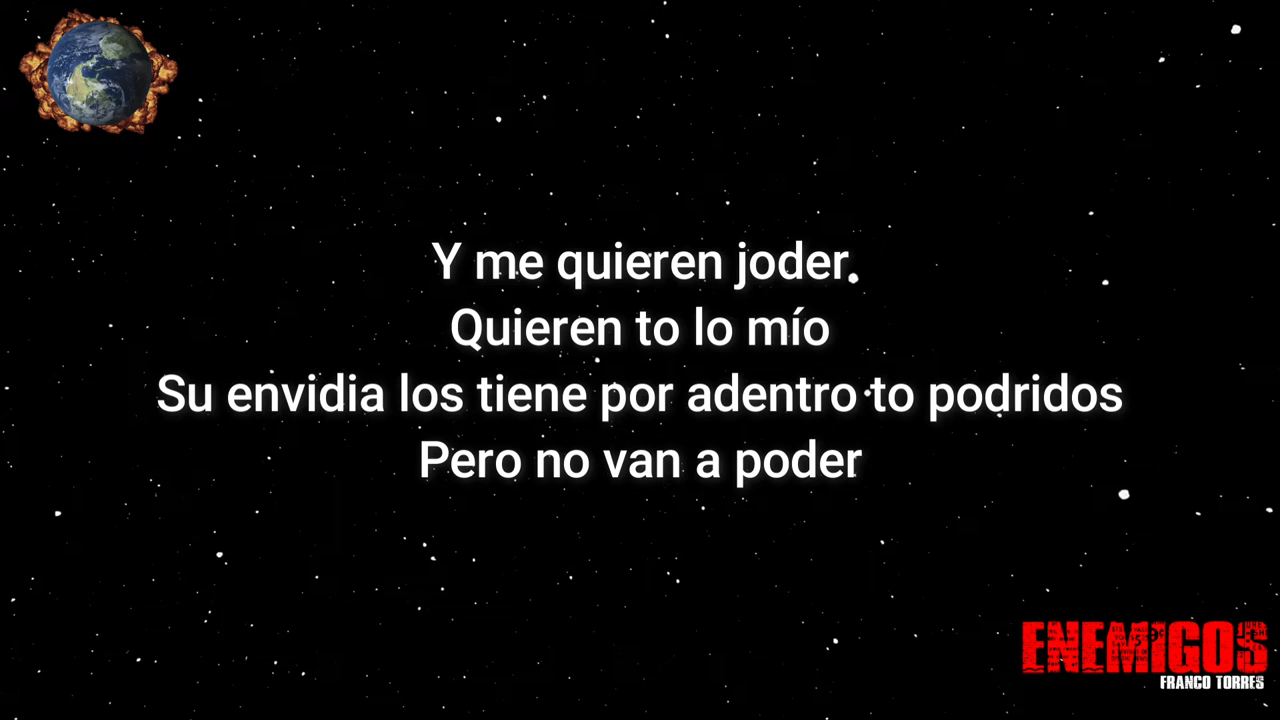 Y me quieren joder
Quieren to lo mío
Su envidia los tiene por adentro to podridos
Pero no van a poder
ENEMIGOS
FRANCO TORRES